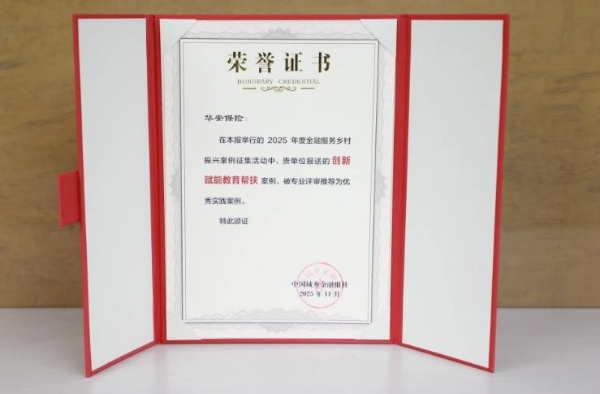 荣誉证书
HONORARY CREDENTIAL
华安保险：
在本报举行的 2025 年度金融服务乡村
振兴案例征集活动中，贵单位报送的创新
赋能教育帮扶案例，被专业评审推荐为优
秀实践案例。
特此颁证
中国城乡金融报社
2025 年 11 月